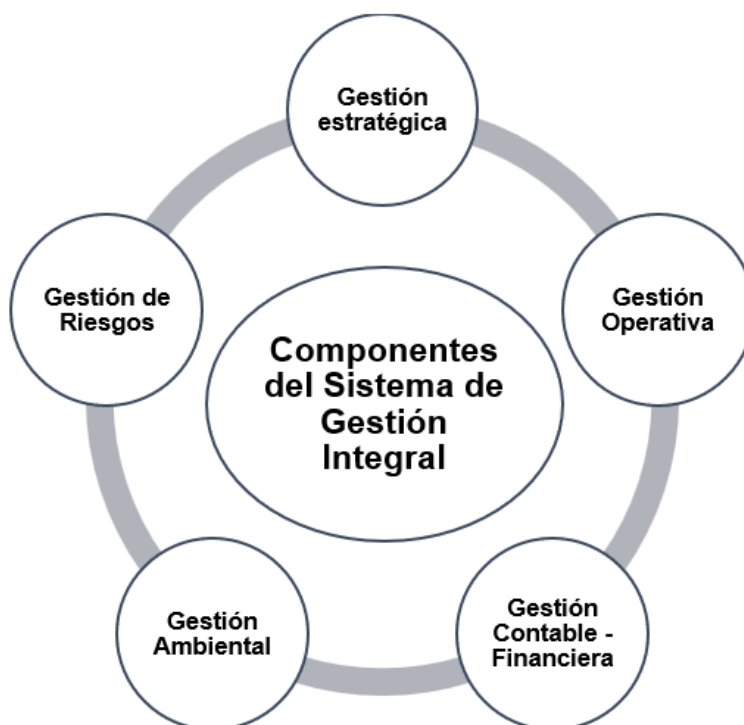 Gestión
estratégica
Gestión de
Riesgos
Gestión
Operativa
Componentes
del Sistema de
Gestión
Integral
Gestión
Ambiental
Gestión
Contable -
Financiera